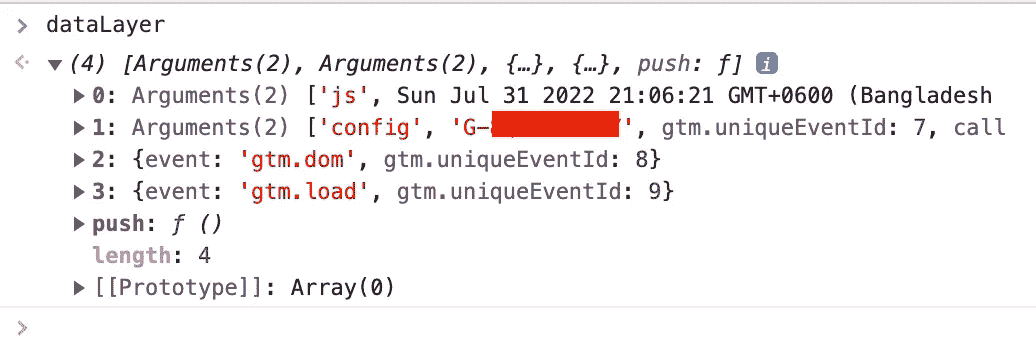 > dataLayer
(4) [Arguments(2), Arguments(2), {…}, {…}, push: ƒ] i
0: Arguments(2) ['js', Sun Jul 31 2022 21:06:21 GMT+0600 (Bangladesh
1: Arguments(2) ['config', 'G- ', gtm.uniqueEventId: 7, call
2: {event: 'gtm.dom', gtm.uniqueEventId: 8}
3: {event: 'gtm.load', gtm.uniqueEventId: 9}
push: ƒ ()
length: 4
[[Prototype]]: Array(0)
>